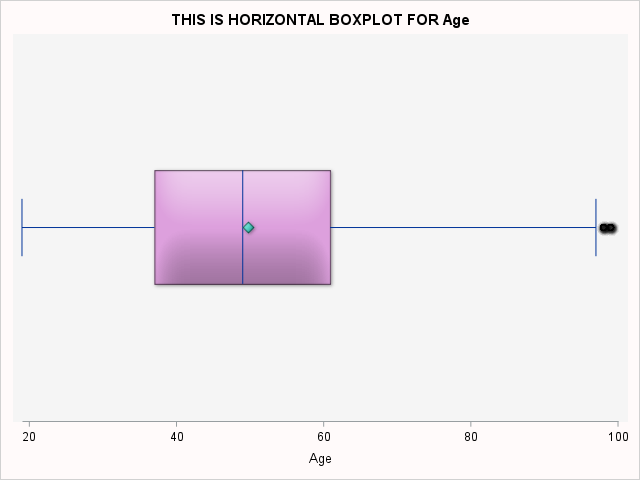 THIS IS HORIZONTAL BOXPLOT FOR Age
20 40 60 80 100
Age